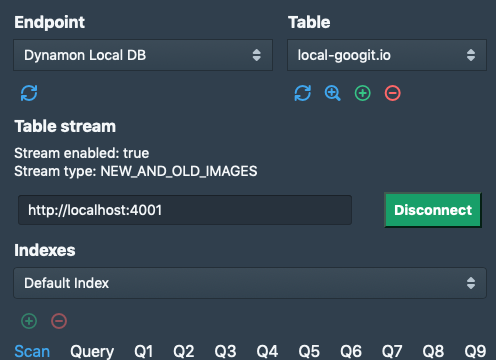 Endpoint Table
Dynamon Local DB local-googit.io
Table stream
Stream enabled: true
Stream type: NEW_AND_OLD_IMAGES
http://localhost:4001 Disconnect
Indexes
Default Index
Scan Query Q1 Q2 Q3 Q4 Q5 Q6 Q7 Q8 Q9